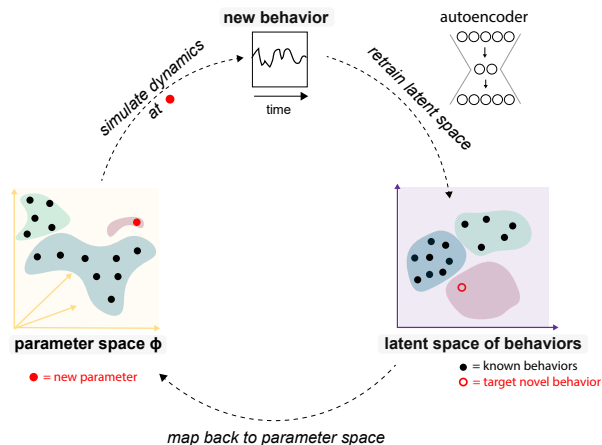 new behavior
autoencoder
simulate dynamics
at
time
retrain latent space
parameter space ϕ
= new parameter
latent space of behaviors
= known behaviors
= target novel behavior
map back to parameter space